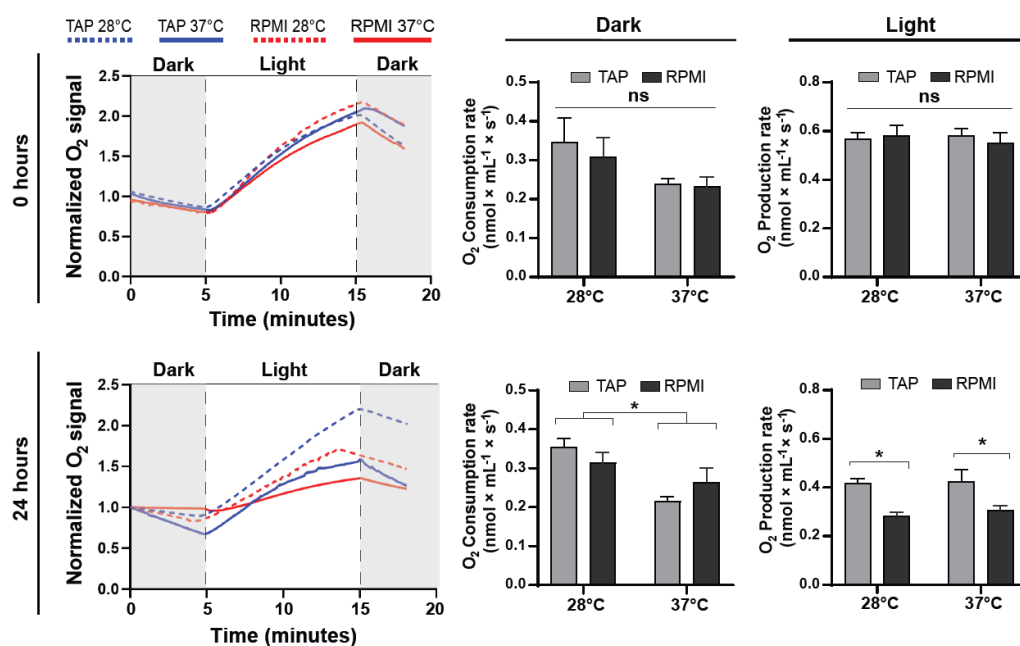 TAP 28°C TAP 37°C RPMI 28°C RPMI 37°C
Dark Light
0 hours
Dark Light Dark
Normalized O₂ signal
2.5
2.0
1.5
1.0
0.5
0.0
0 5 10 15 20
Time (minutes)
O₂ Consumption rate
(nmol × mL⁻¹ × s⁻¹)
TAP RPMI
ns
0.5
0.4
0.3
0.2
0.1
0.0
28°C 37°C
O₂ Production rate
(nmol × mL⁻¹ × s⁻¹)
TAP RPMI
ns
0.8
0.6
0.4
0.2
0.0
28°C 37°C
24 hours
Dark Light Dark
Normalized O₂ signal
2.5
2.0
1.5
1.0
0.5
0.0
0 5 10 15 20
Time (minutes)
O₂ Consumption rate
(nmol × mL⁻¹ × s⁻¹)
TAP RPMI
*
0.5
0.4
0.3
0.2
0.1
0.0
28°C 37°C
O₂ Production rate
(nmol × mL⁻¹ × s⁻¹)
TAP RPMI
* *
0.8
0.6
0.4
0.2
0.0
28°C 37°C